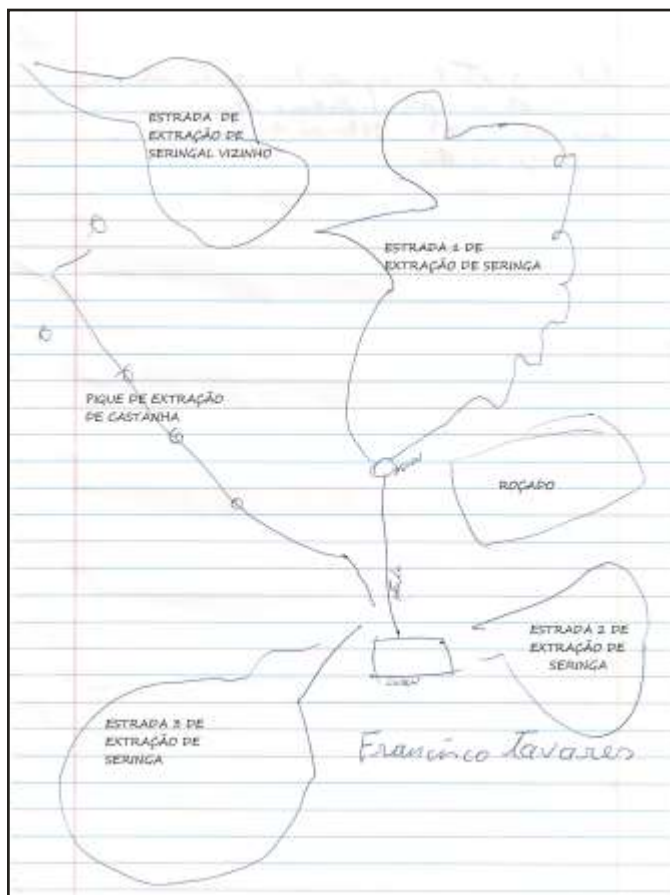 ESTRADA DE
EXTRAÇÃO DE
SERINGAL VIZINHO
ESTRADA 1 DE
EXTRAÇÃO DE SERINGA
PIQUE DE EXTRAÇÃO
DE CASTANHA
ROÇADO
ESTRADA 2 DE
EXTRAÇÃO DE
SERINGA
ESTRADA 3 DE
EXTRAÇÃO DE
SERINGA
Francisco Tavares